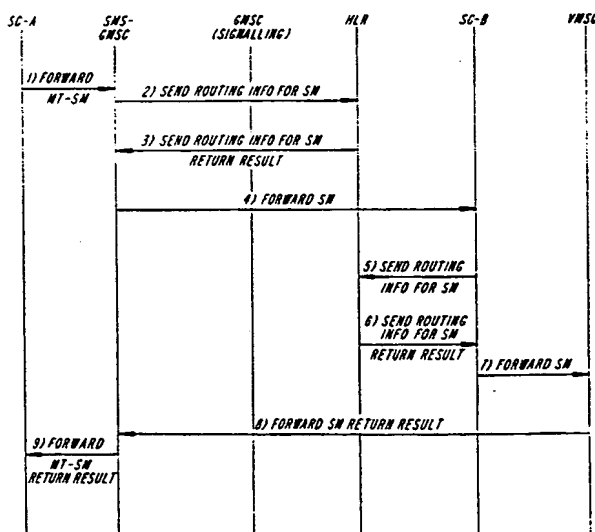 SC-A SMS-GMSC GMSC (SIGNALLING) HLR SC-B VMSC
1) FORWARD
MT-SM
2) SEND ROUTING INFO FOR SM
3) SEND ROUTING INFO FOR SM
RETURN RESULT
4) FORWARD SM
5) SEND ROUTING
INFO FOR SM
6) SEND ROUTING
INFO FOR SM
RETURN RESULT
7) FORWARD SM
8) FORWARD SM RETURN RESULT
9) FORWARD
MT-SM
RETURN RESULT